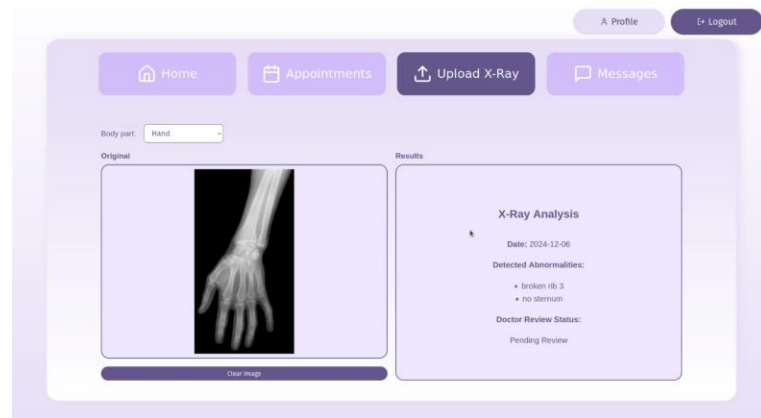 Profile
Logout
Home
Appointments
Upload X-Ray
Messages
Body part: Hand
Original
Results
X-Ray Analysis
Date: 2024-12-06
Detected Abnormalities:
• broken rib 3
• no sternum
Doctor Review Status:
Pending Review
Clear Image